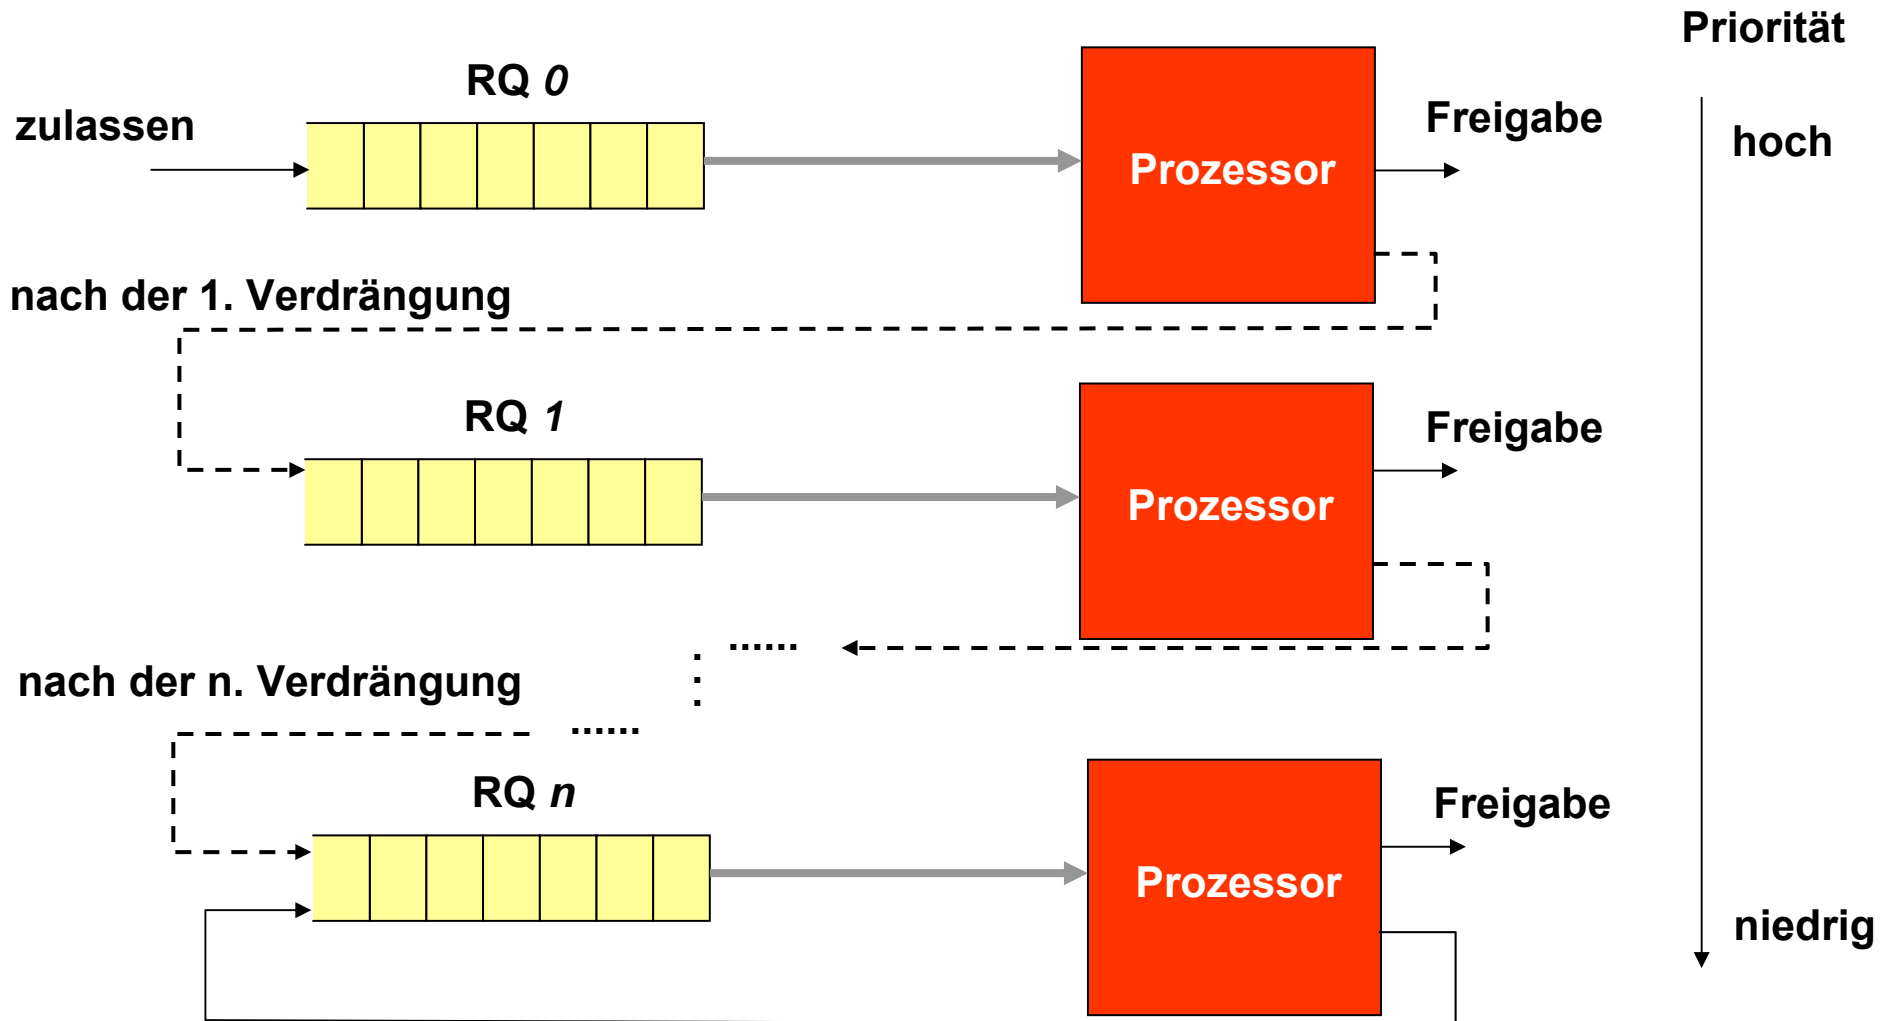 Priorität
RQ 0
zulassen
Freigabe
hoch
Prozessor
nach der 1. Verdrängung
RQ 1
Freigabe
Prozessor
......
nach der n. Verdrängung
......
RQ n
Freigabe
Prozessor
niedrig